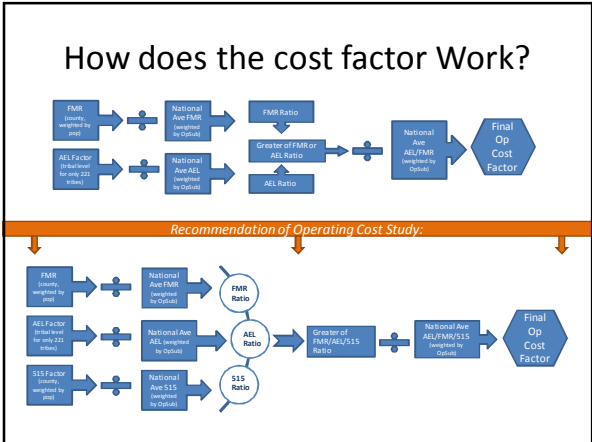 How does the cost factor Work?
FMR
(county,
weighted by
pop)
National
Ave FMR
(weighted
by OpSub)
FMR Ratio
AEL Factor
(tribal level
for only 221
tribes)
National
Ave AEL
(weighted
by OpSub)
Greater of FMR or
AEL Ratio
AEL Ratio
National
Ave
AEL/FMR
(weighted by
OpSub)
Final
Op
Cost
Factor
Recommendation of Operating Cost Study:
FMR
(county,
weighted by
pop)
National
Ave FMR
(weighted
by OpSub)
FMR
Ratio
AEL Factor
(tribal level
for only 221
tribes)
National Ave
AEL (weighted
by OpSub)
AEL
Ratio
515 Factor
(county,
weighted by
pop)
National
Ave 515
(weighted
by OpSub)
515
Ratio
Greater of
FMR/AEL/515
Ratio
National Ave
AEL/FMR/515
(weighted by
OpSub)
Final
Op
Cost
Factor